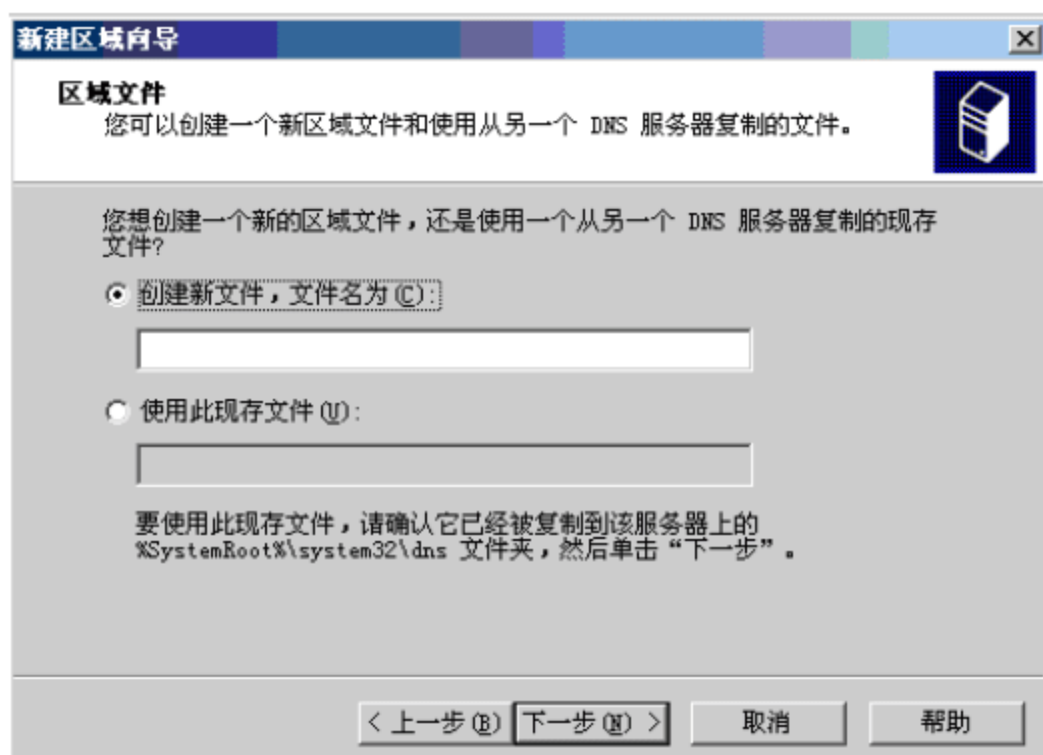 新建区域向导
区域文件
您可以创建一个新区域文件和使用从另一个 DNS 服务器复制的文件。
您想创建一个新的区域文件，还是使用一个从另一个 DNS 服务器复制的现存
文件?
创建新文件，文件名为(C):
使用此现存文件(U):
要使用此现存文件，请确认它已经被复制到该服务器上的
%SystemRoot%\system32\dns 文件夹，然后单击“下一步”。
< 上一步(B) 下一步(N) > 取消 帮助